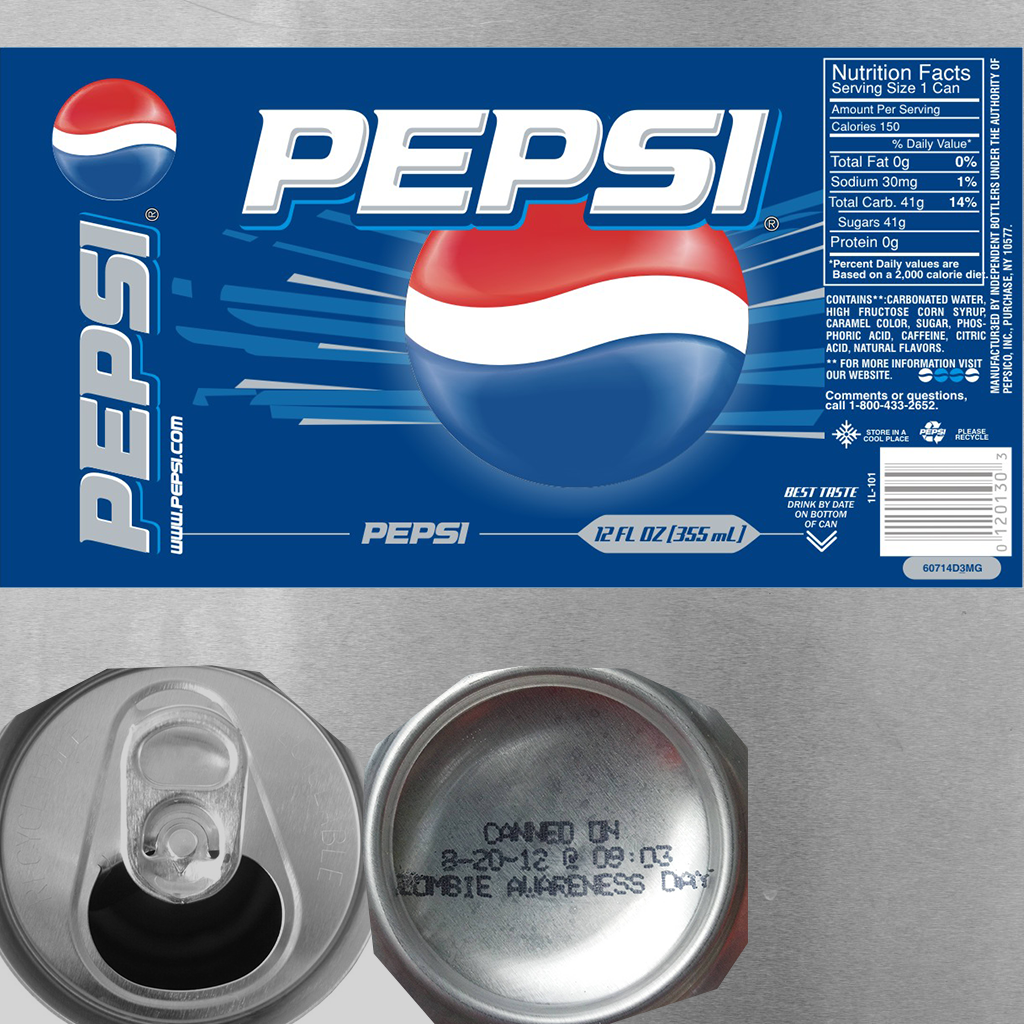 PEPSI ®
www.PEPSI.com
PEPSI ®
PEPSI
12 FL OZ (355 mL)
BEST TASTE
DRINK BY DATE
ON BOTTOM
OF CAN
Nutrition Facts
Serving Size 1 Can
Amount Per Serving
Calories 150
% Daily Value*
Total Fat 0g 0%
Sodium 30mg 1%
Total Carb. 41g 14%
Sugars 41g
Protein 0g
*Percent Daily values are
Based on a 2,000 calorie diet.
CONTAINS**:CARBONATED WATER,
HIGH FRUCTOSE CORN SYRUP,
CARAMEL COLOR, SUGAR, PHOS-
PHORIC ACID, CAFFEINE, CITRIC
ACID, NATURAL FLAVORS.
** FOR MORE INFORMATION VISIT
OUR WEBSITE.
Comments or questions,
call 1-800-433-2652.
STORE IN A
COOL PLACE
PEPSI
PLEASE
RECYCLE
MANUFACTUR3ED BY INDEPENDENT BOTTLERS UNDER THE AUTHORITY OF
PEPSICO, INC., PURCHASE, NY 10577.
1L-101
0 120130 3
60714D3MG
CANNED ON
8-20-12 @ 08:03
ZOMBIE AWARENESS DAY